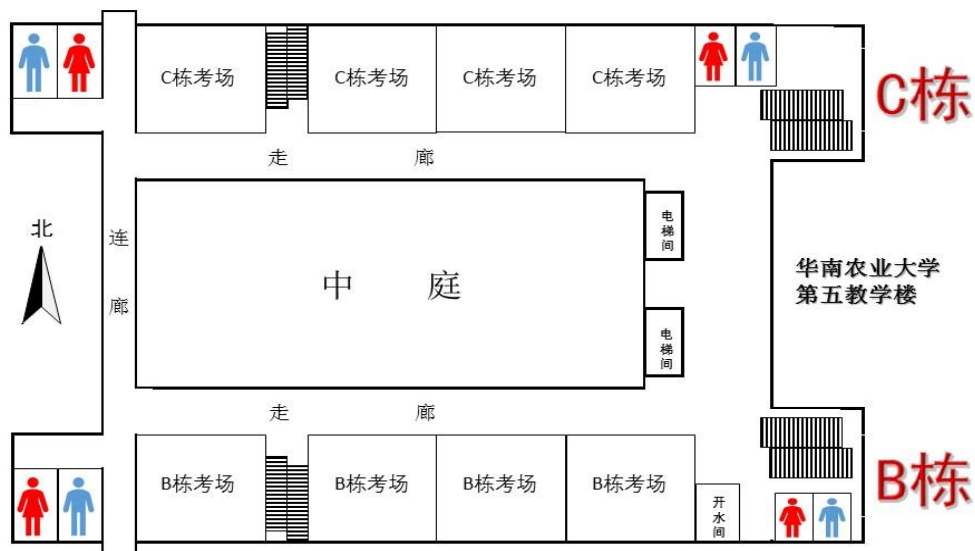 C栋考场
C栋考场
C栋考场
C栋考场
C栋
走 廊
北
连廊
中 庭
电梯间
电梯间
华南农业大学
第五教学楼
走 廊
B栋考场
B栋考场
B栋考场
B栋考场
开水间
B栋